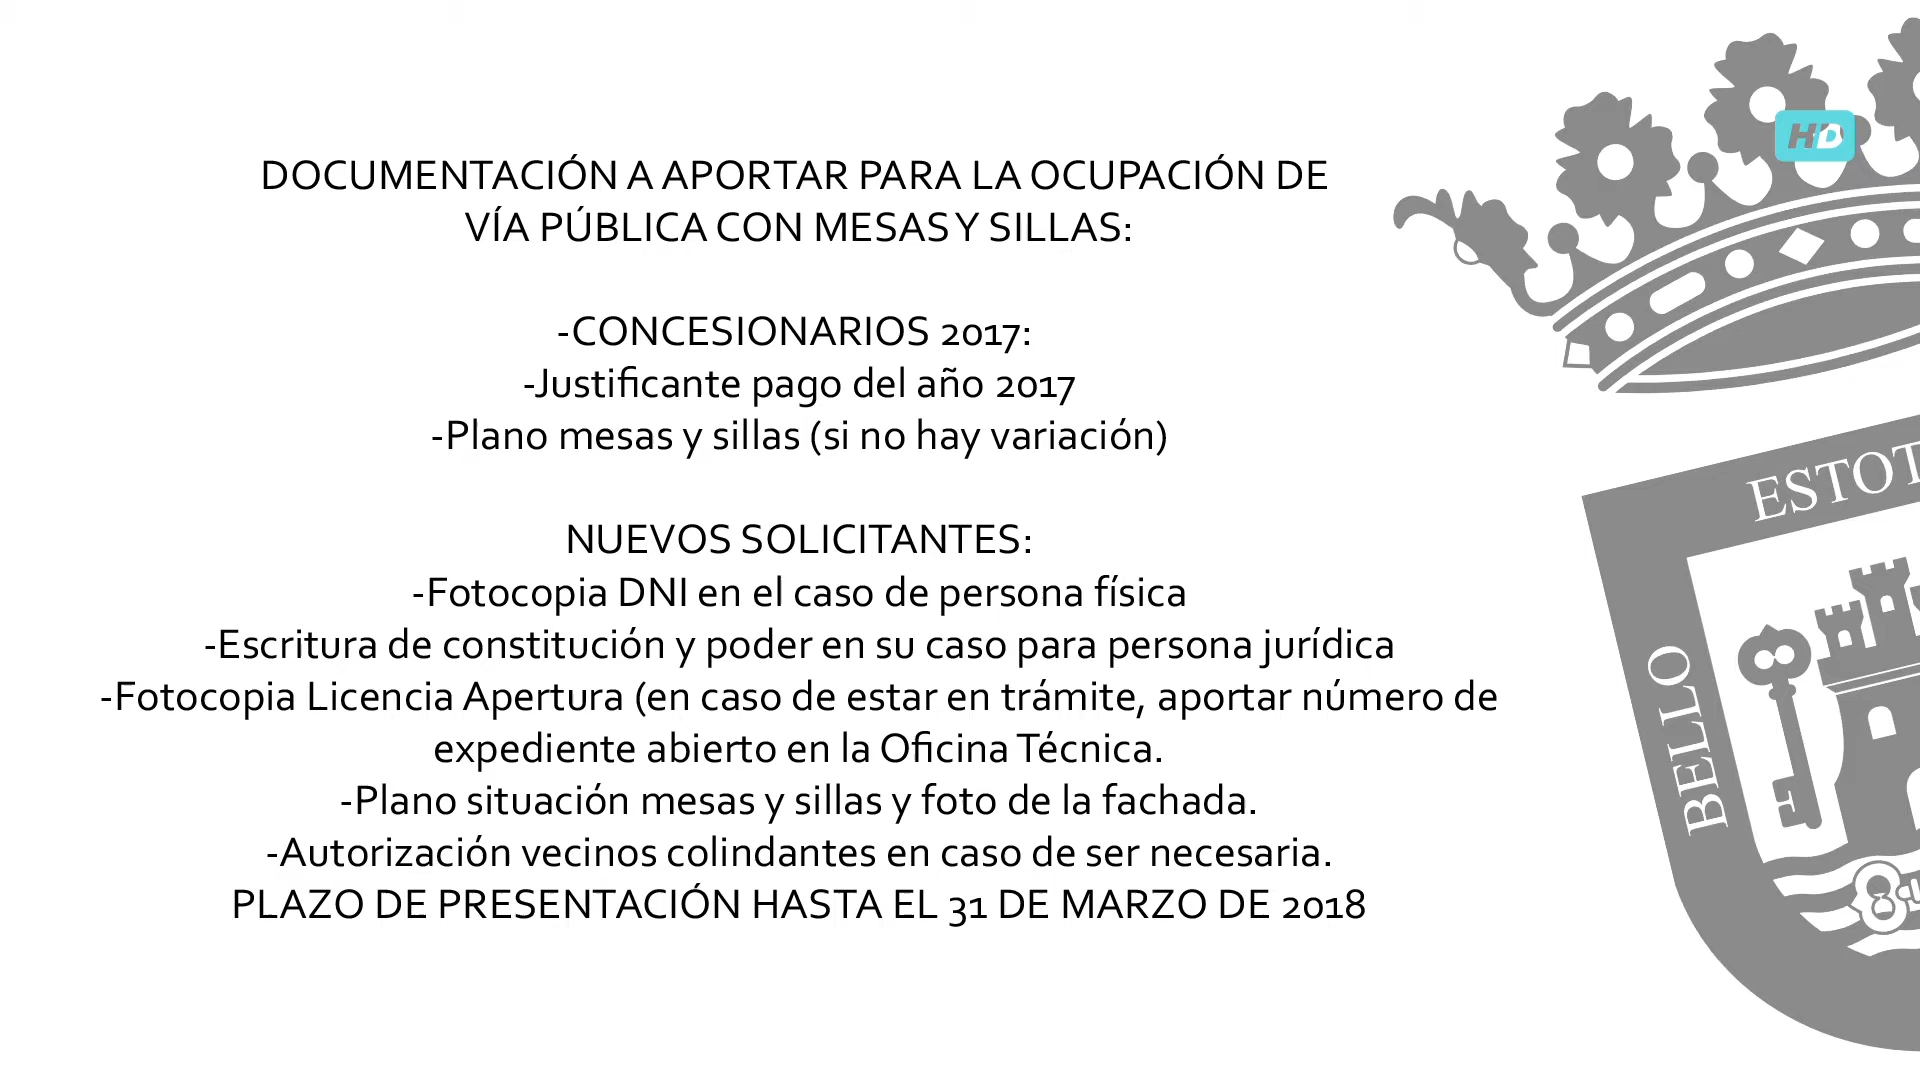 HD
DOCUMENTACIÓN A APORTAR PARA LA OCUPACIÓN DE
VÍA PÚBLICA CON MESAS Y SILLAS:
-CONCESIONARIOS 2017:
-Justificante pago del año 2017
-Plano mesas y sillas (si no hay variación)
NUEVOS SOLICITANTES:
-Fotocopia DNI en el caso de persona física
-Escritura de constitución y poder en su caso para persona jurídica
-Fotocopia Licencia Apertura (en caso de estar en trámite, aportar número de
expediente abierto en la Oficina Técnica.
-Plano situación mesas y sillas y foto de la fachada.
-Autorización vecinos colindantes en caso de ser necesaria.
PLAZO DE PRESENTACIÓN HASTA EL 31 DE MARZO DE 2018
ESTOT
BELLO